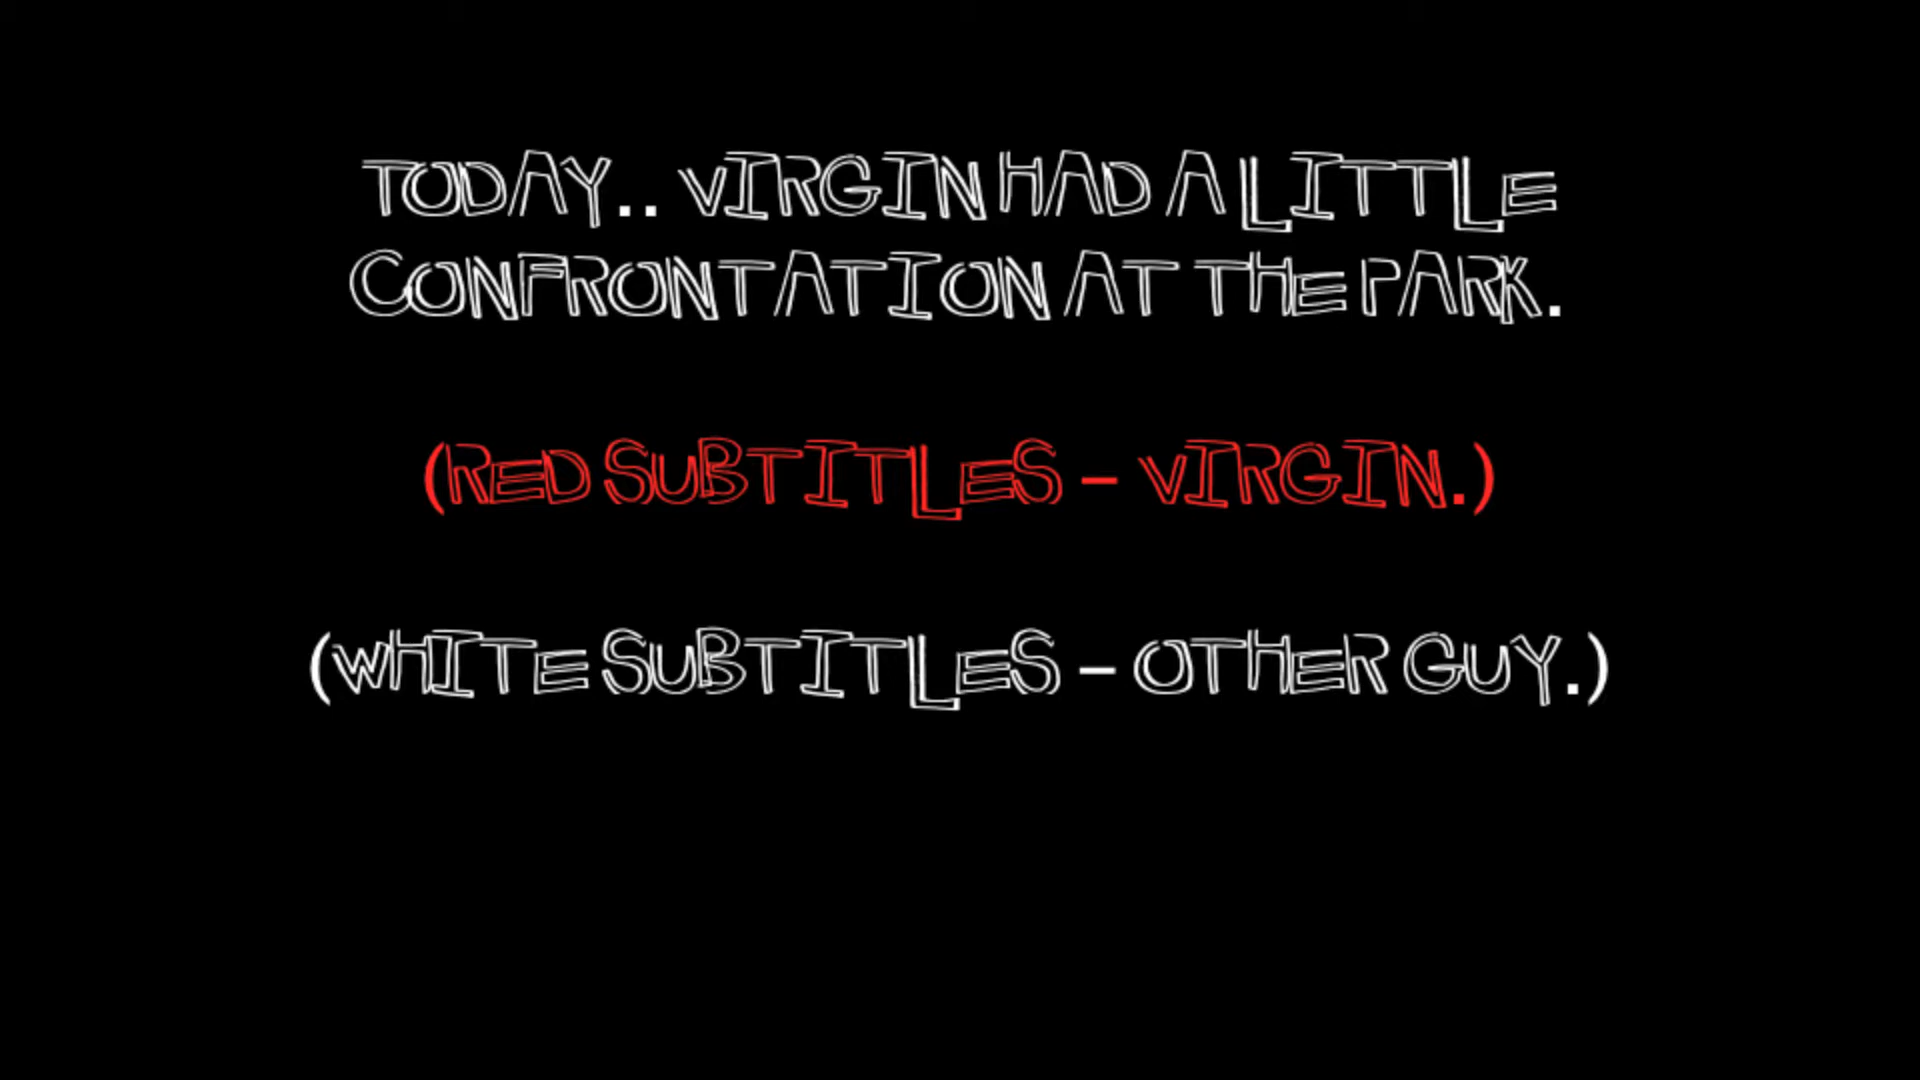 TODAY.. VIRGIN HAD A LITTLE
CONFRONTATION AT THE PARK.
(RED SUBTITLES - VIRGIN.)
(WHITE SUBTITLES - OTHER GUY.)